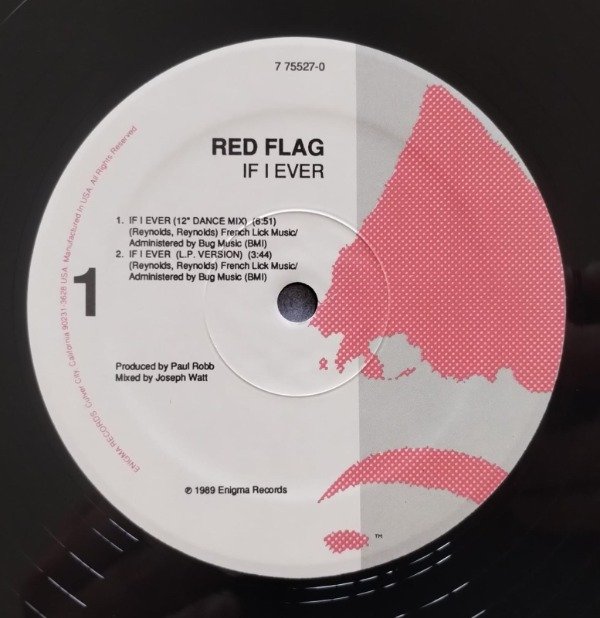 7 75527-0
RED FLAG
IF I EVER
1. IF I EVER (12" DANCE MIX) (6:51)
(Reynolds, Reynolds) French Lick Music/
Administered by Bug Music (BMI)
2. IF I EVER (L.P. VERSION) (3:44)
(Reynolds, Reynolds) French Lick Music/
Administered by Bug Music (BMI)
1
Produced by Paul Robb
Mixed by Joseph Watt
℗ 1989 Enigma Records
TM
ENIGMA RECORDS Culver City, California 90231-3628 USA. Manufactured In USA. All Rights Reserved